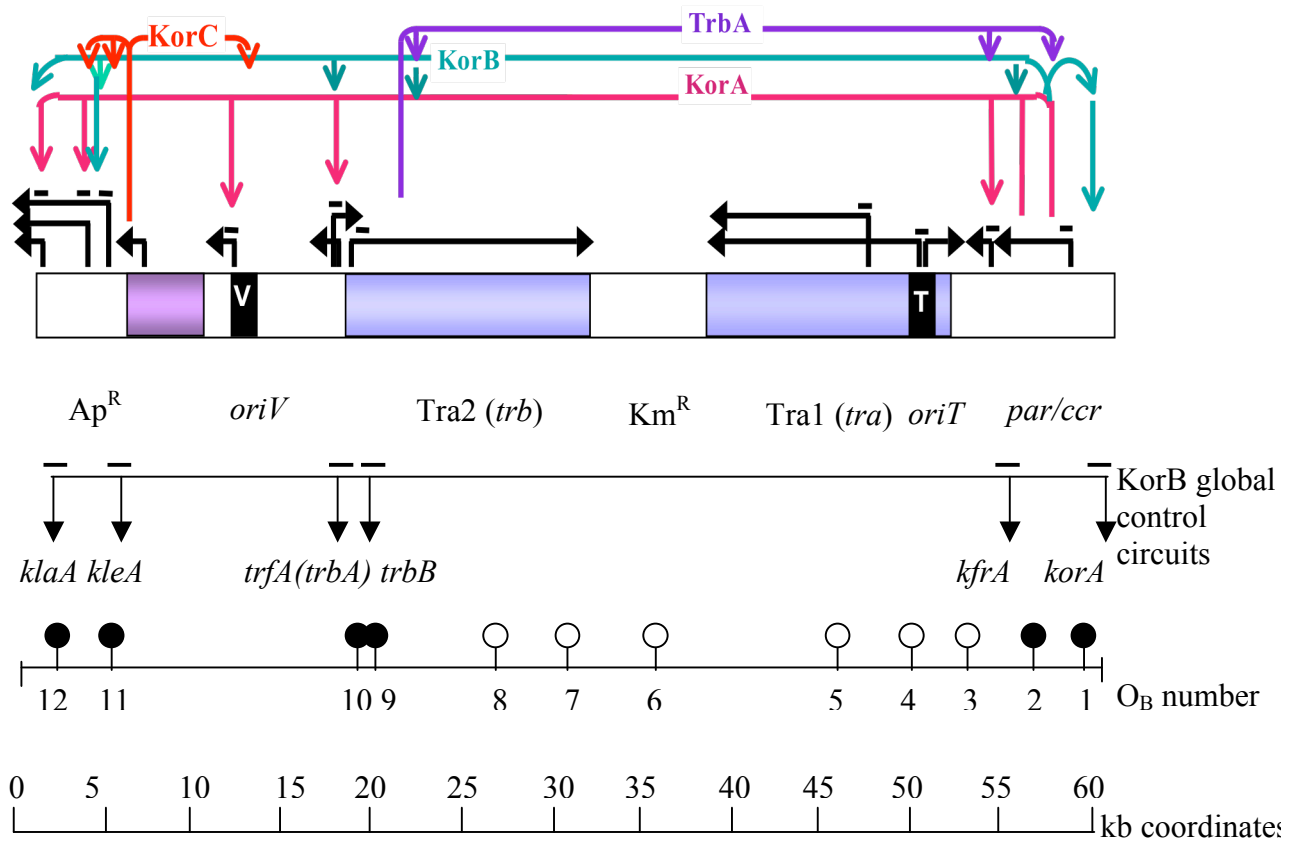 KorC
TrbA
KorB
KorA
V
T
Ap^R oriV Tra2 (trb) Km^R Tra1 (tra) oriT par/ccr
KorB global
control
circuits
klaA kleA trfA(trbA) trbB kfrA korA
12 11 10 9 8 7 6 5 4 3 2 1 O_B number
0 5 10 15 20 25 30 35 40 45 50 55 60
kb coordinates